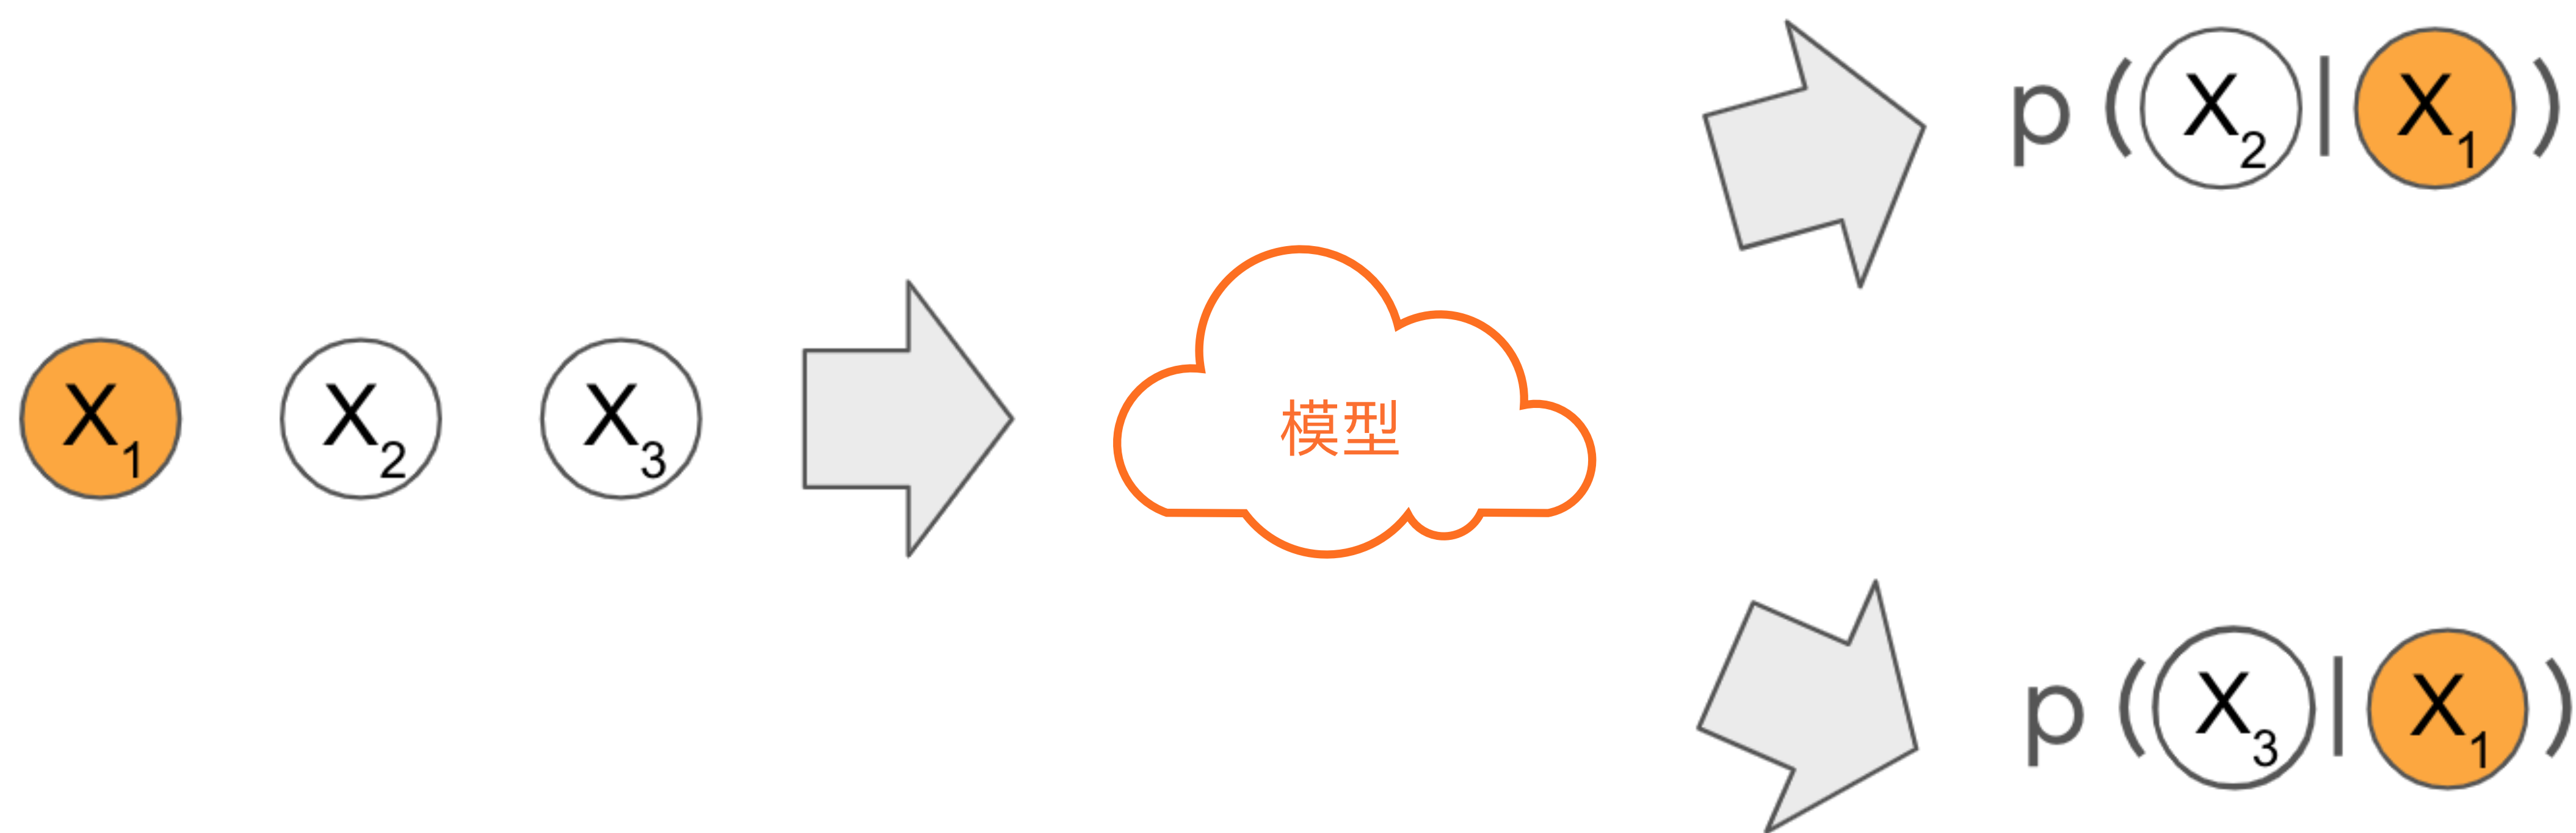 p ( X₂ | X₁ )
X₁ X₂ X₃
模型
p ( X₃ | X₁ )